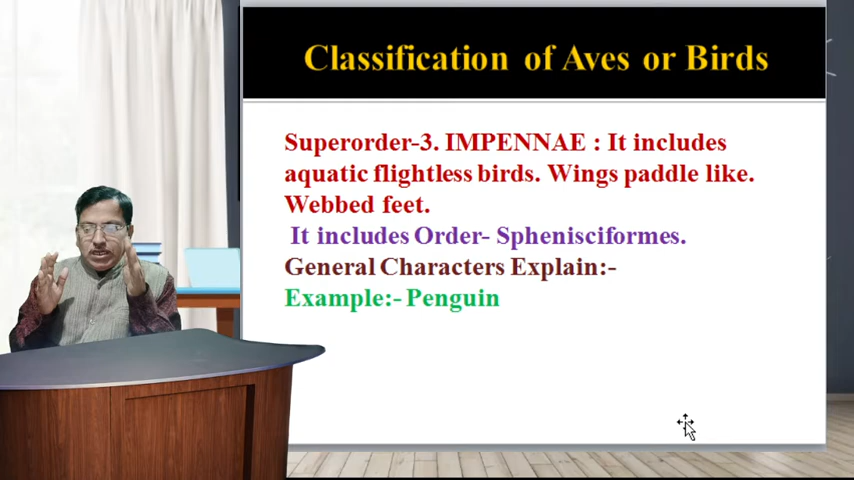 Classification of Aves or Birds
Superorder-3. IMPENNAE : It includes
aquatic flightless birds. Wings paddle like.
Webbed feet.
It includes Order- Sphenisciformes.
General Characters Explain:-
Example:- Penguin